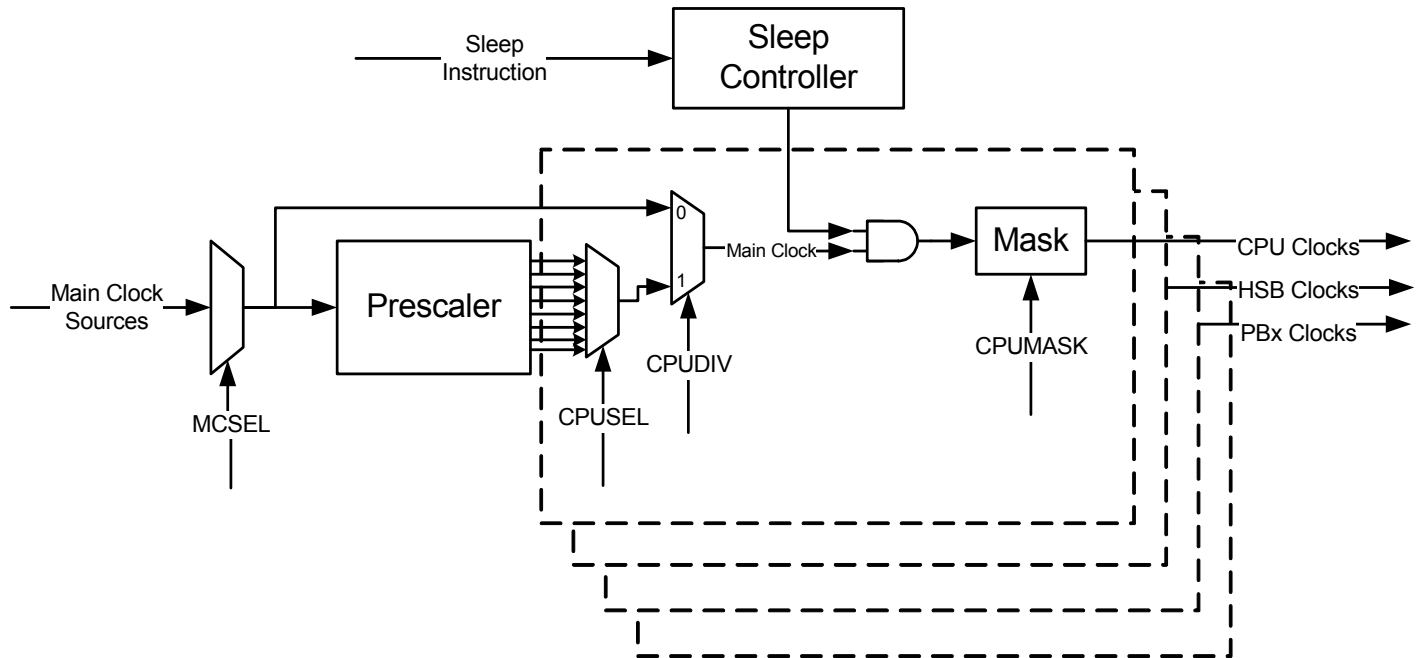 Sleep
Instruction
Sleep
Controller
0
Main Clock
Mask
CPU Clocks
Main Clock
Sources
Prescaler
1
HSB Clocks
PBx Clocks
CPUMASK
CPUDIV
MCSEL
CPUSEL